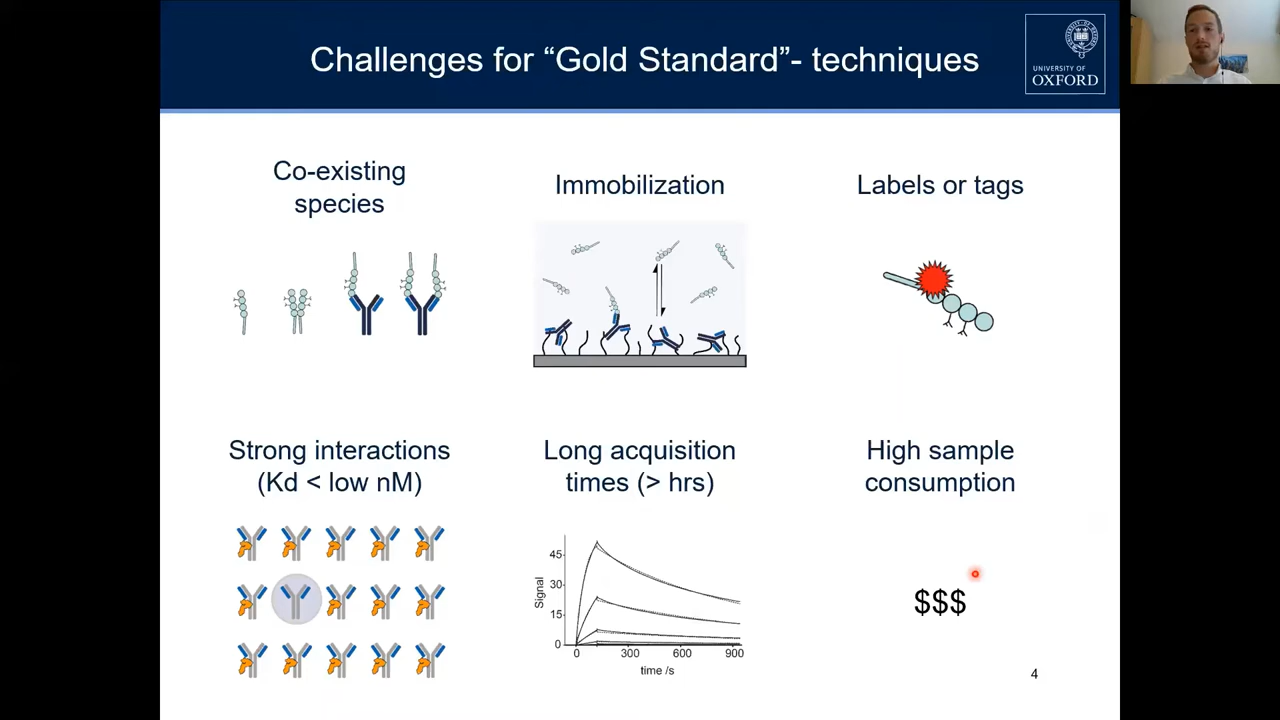 Challenges for “Gold Standard”- techniques
UNIVERSITY OF
OXFORD
Co-existing
species
Immobilization
Labels or tags
Strong interactions
(Kd < low nM)
Long acquisition
times (> hrs)
High sample
consumption
Signal
45
30
15
0
0 300 600 900
time /s
$$$
4